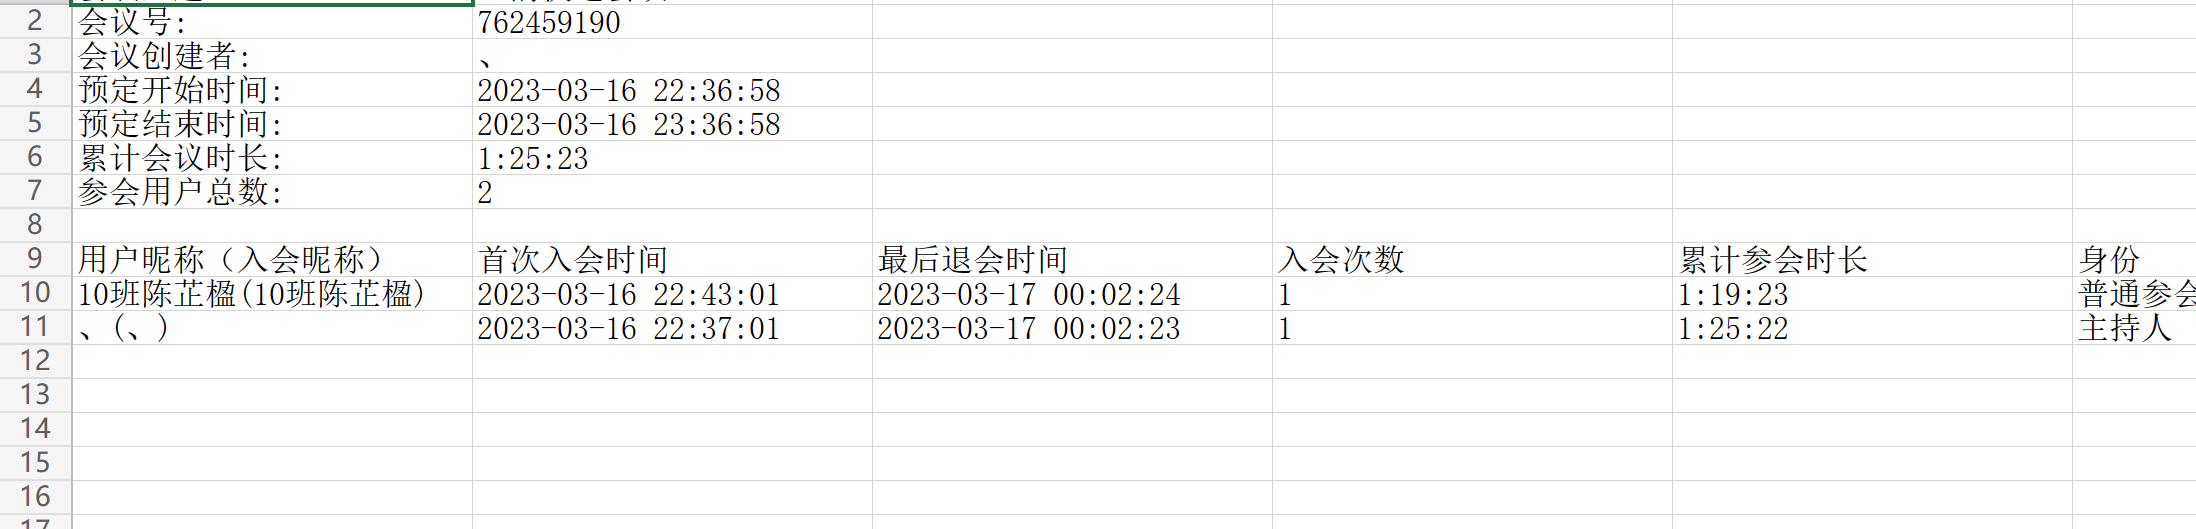 2 会议号: 762459190
3 会议创建者: 、
4 预定开始时间: 2023-03-16 22:36:58
5 预定结束时间: 2023-03-16 23:36:58
6 累计会议时长: 1:25:23
7 参会用户总数: 2
8
9 用户昵称（入会昵称） 首次入会时间 最后退会时间 入会次数 累计参会时长 身份
10 10班陈芷楹(10班陈芷楹) 2023-03-16 22:43:01 2023-03-17 00:02:24 1 1:19:23 普通参会
11 、(、) 2023-03-16 22:37:01 2023-03-17 00:02:23 1 1:25:22 主持人
12
13
14
15
16
17